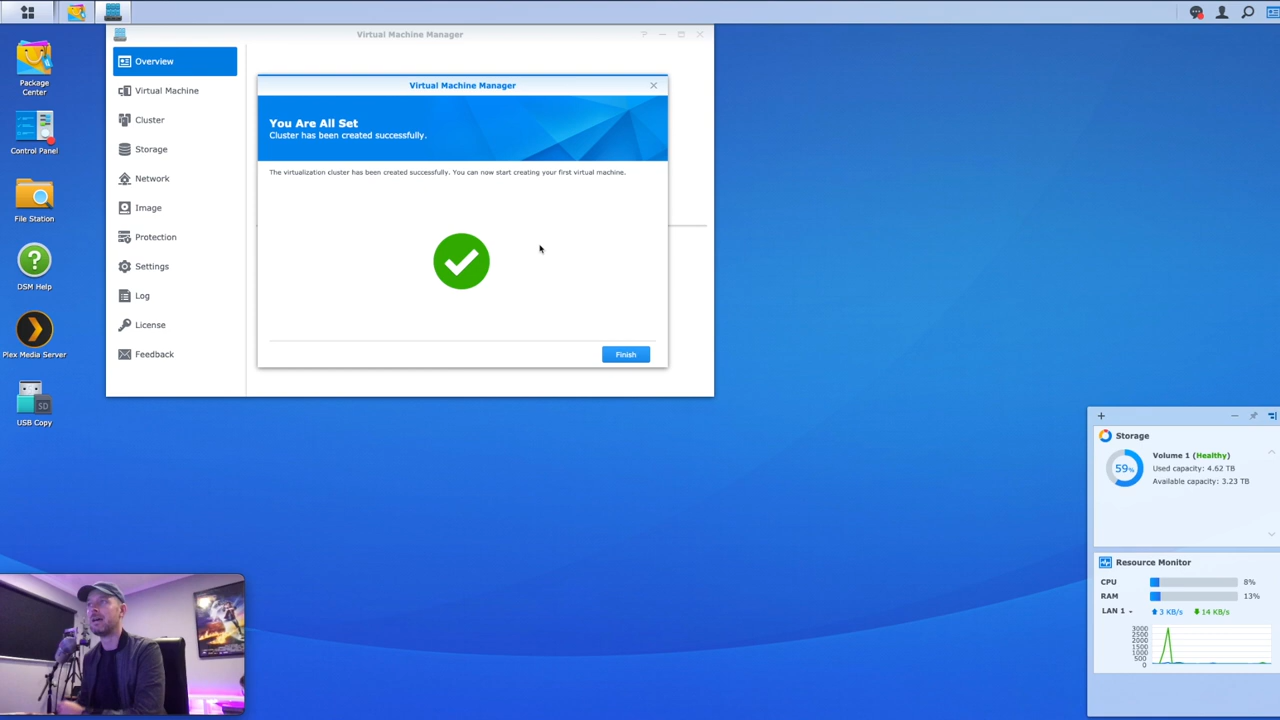 Package
Center
Control Panel
File Station
DSM Help
Plex Media Server
SD
USB Copy
Virtual Machine Manager
Overview
Virtual Machine
Cluster
Storage
Network
Image
Protection
Settings
Log
License
Feedback
Virtual Machine Manager
You Are All Set
Cluster has been created successfully.
The virtualization cluster has been created successfully. You can now start creating your first virtual machine.
Finish
Storage
59%
Volume 1 (Healthy)
Used capacity: 4.62 TB
Available capacity: 3.23 TB
Resource Monitor
CPU 8%
RAM 13%
LAN 1 3 KB/s 14 KB/s
3000
2500
2000
1500
1000
500
0